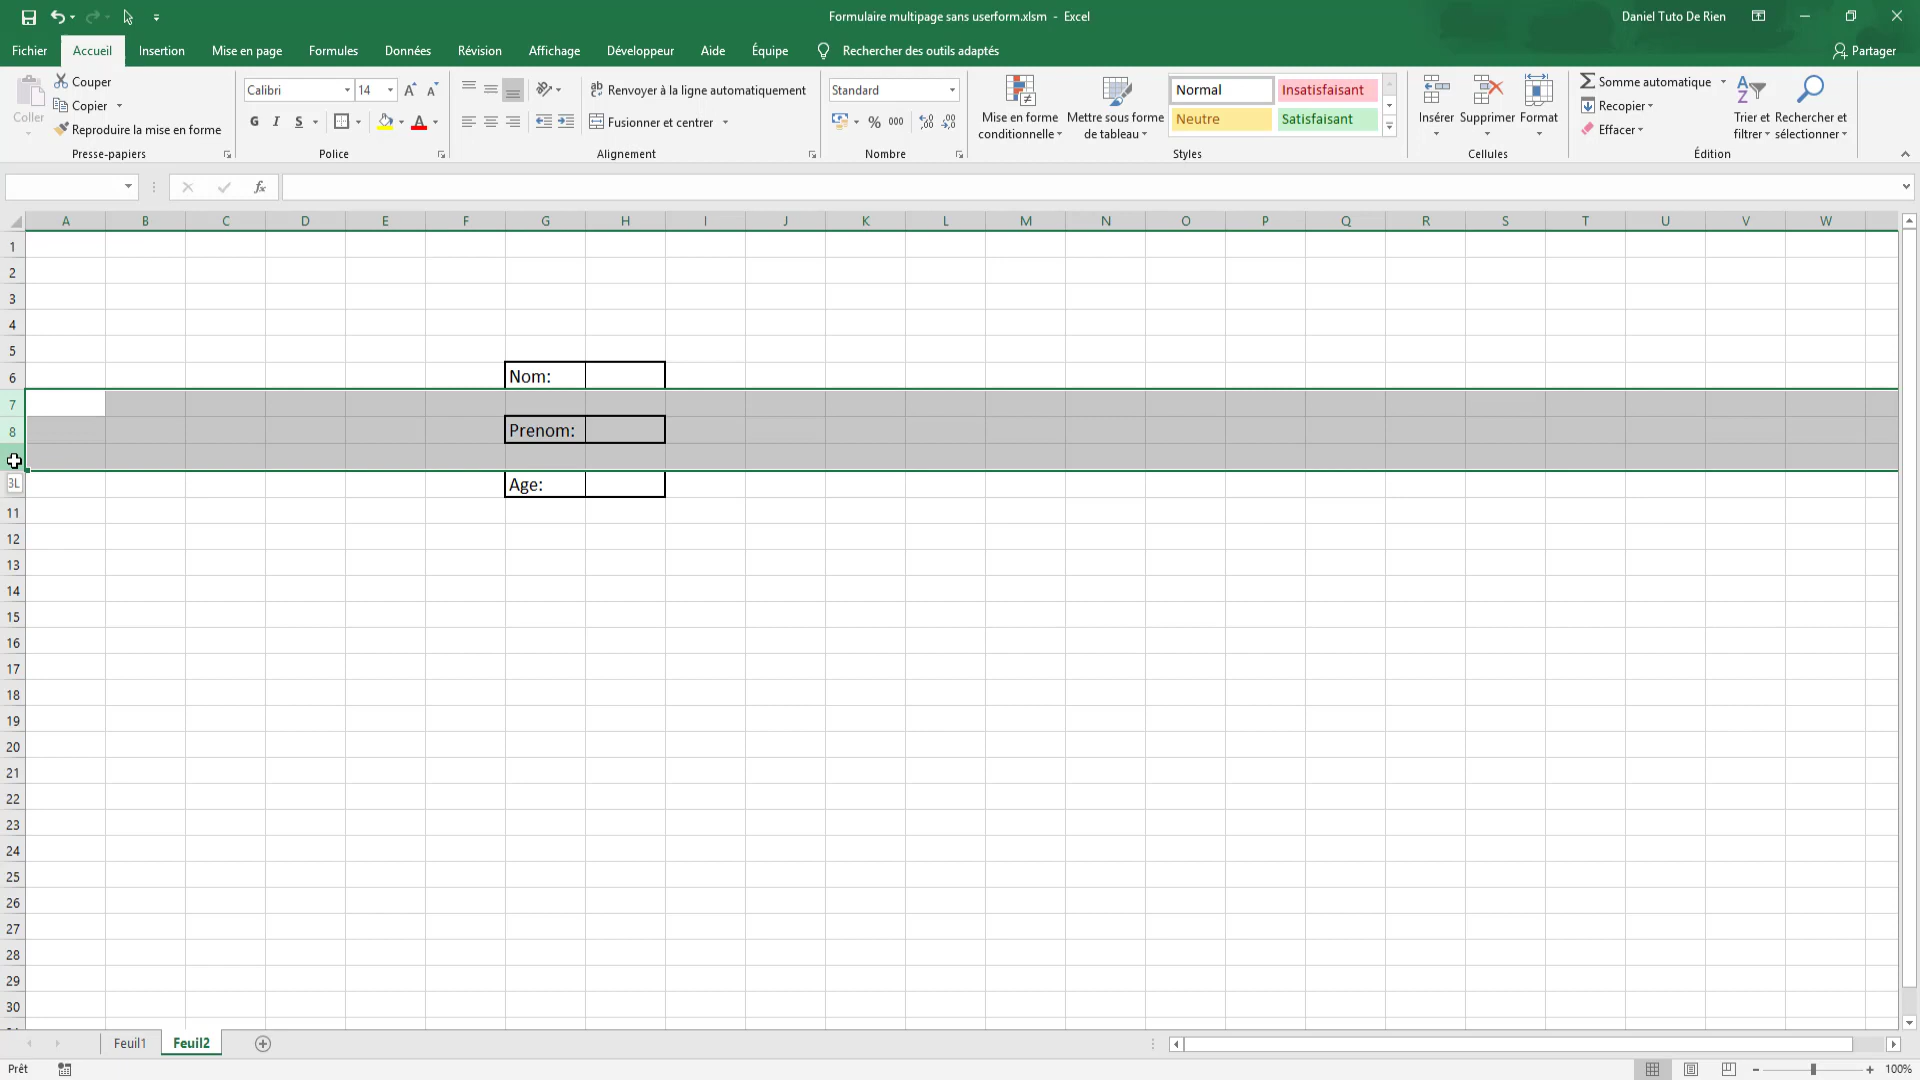 Formulaire multipage sans userform.xlsm - Excel
Daniel Tuto De Rien
Fichier Accueil Insertion Mise en page Formules Données Révision Affichage Développeur Aide Équipe Rechercher des outils adaptés Partager
Coller
Couper
Copier
Reproduire la mise en forme
Presse-papiers
Calibri 14
G I S A
Police
Renvoyer à la ligne automatiquement
Fusionner et centrer
Alignement
Standard
% 000
Nombre
Mise en forme conditionnelle
Mettre sous forme de tableau
Normal Insatisfaisant
Neutre Satisfaisant
Styles
Insérer Supprimer Format
Cellules
Somme automatique
Recopier
Effacer
Trier et filtrer
Rechercher et sélectionner
Édition
fx
A B C D E F G H I J K L M N O P Q R S T U V W
1
2
3
4
5
6 Nom:
7
8 Prenom:
3L Age:
11
12
13
14
15
16
17
18
19
20
21
22
23
24
25
26
27
28
29
30
Feuil1 Feuil2
Prêt
100%